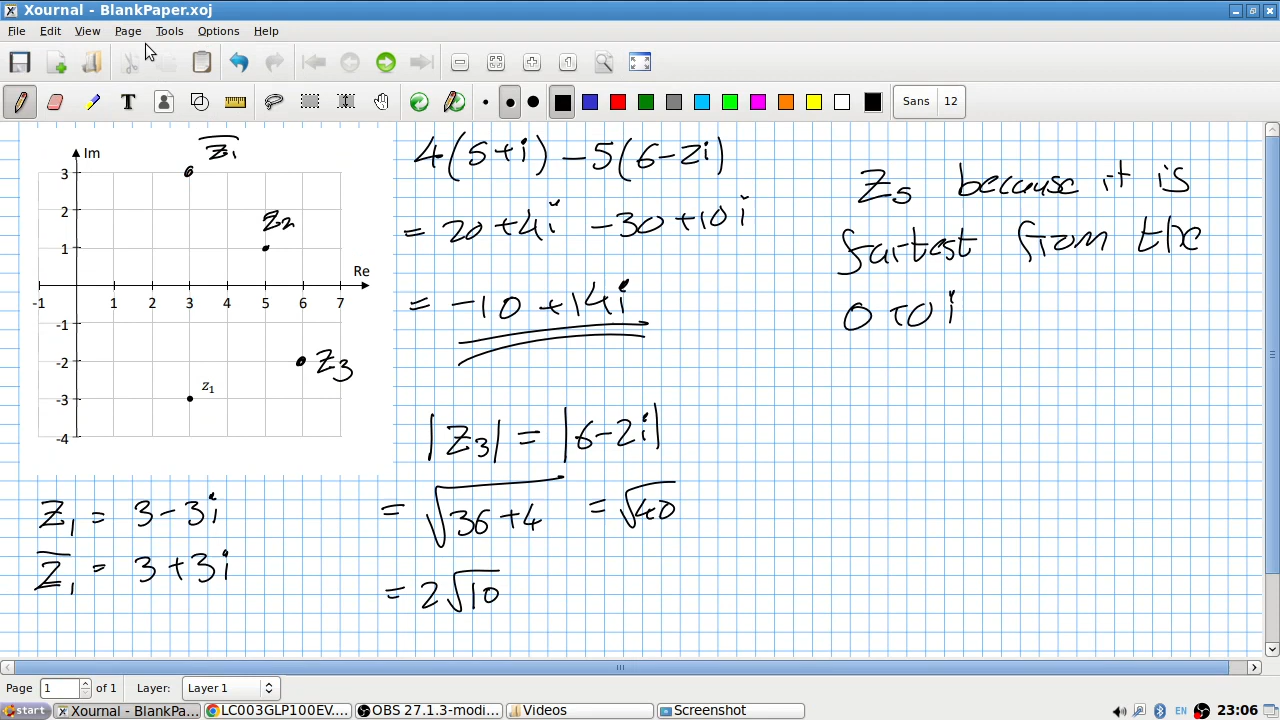 Xournal - BlankPaper.xoj
File Edit View Page Tools Options Help
Sans 12
Im
Re
3
2
1
-1 1 2 3 4 5 6 7
-1
-2
-3
-4
z̅₁
z₂
z₃
z₁
z₁ = 3-3i
z̅₁ = 3+3i
4(5+i) -5(6-2i)
= 20+4i -30+10i
= -10 +14i
|z₃| = |6-2i|
= √36+4 = √40
= 2√10
z₅ because it is
fartest from the
0 +0i
Page 1 of 1 Layer: Layer 1
start Xournal - BlankPa... LC003GLP100EV... OBS 27.1.3-modi... Videos Screenshot EN 23:06